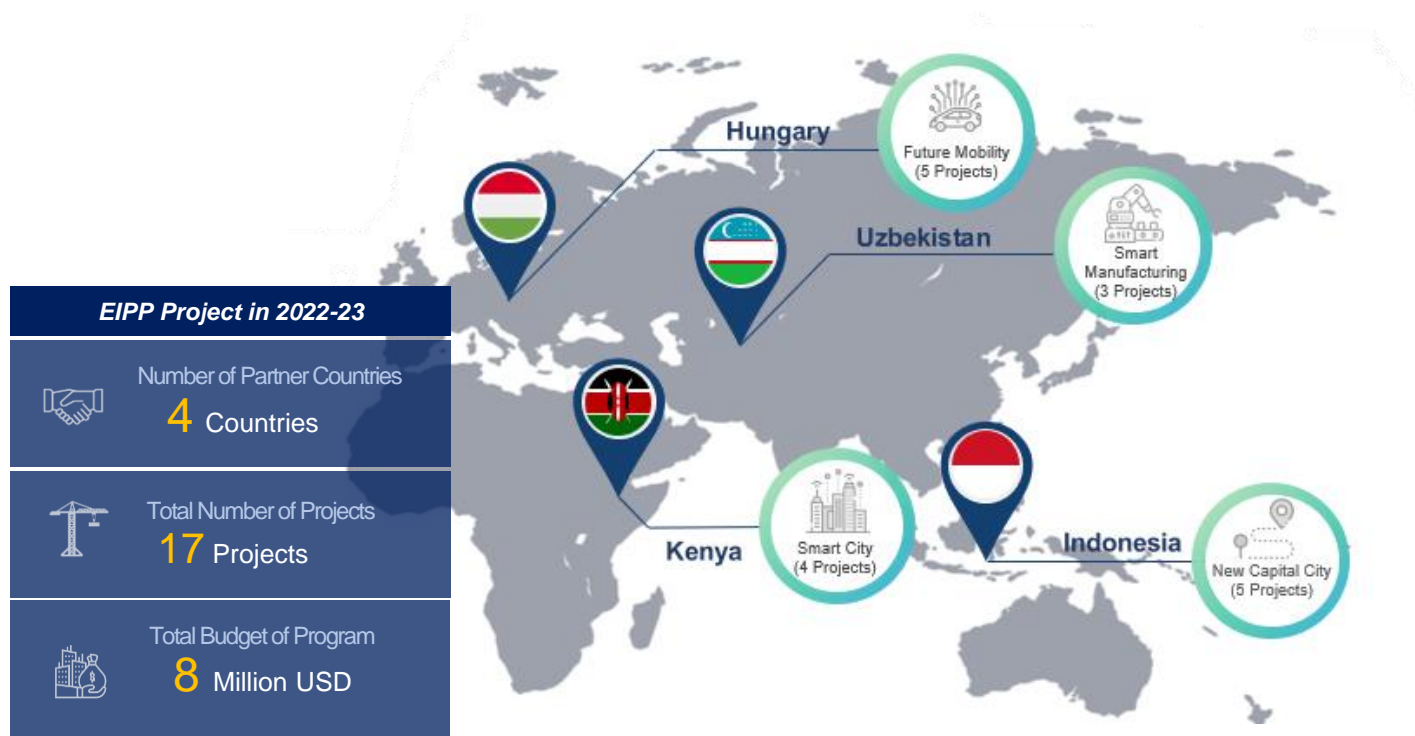 EIPP Project in 2022-23
Number of Partner Countries
4 Countries
Total Number of Projects
17 Projects
Total Budget of Program
8 Million USD
Hungary
Future Mobility
(5 Projects)
Uzbekistan
Smart
Manufacturing
(3 Projects)
Kenya
Smart City
(4 Projects)
Indonesia
New Capital City
(5 Projects)